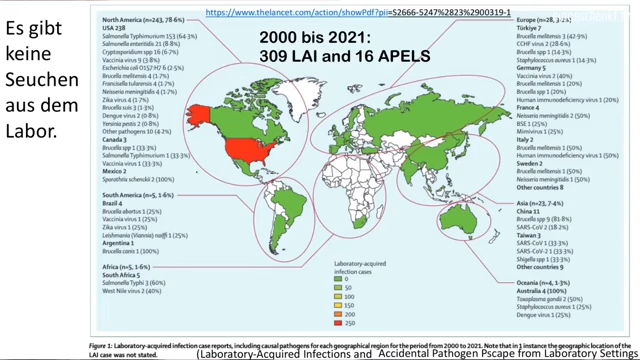 https://www.thelancet.com/action/showPdf?pii=S2666-5247%2823%2900319-1
Es gibt
keine
Seuchen
aus dem
Labor.
2000 bis 2021:
309 LAI und 16 APELS
North America (n=243, 78·6%)
USA 238
Salmonella Typhimurium 153 (64·3%)
Salmonella enteritidis 21 (8·8%)
Cryptosporidium spp 16 (6·7%)
Vaccinia virus 9 (3·8%)
Escherichia coli O157:H7 6 (2·5%)
Brucella melitensis 4 (1·7%)
Francisella tularensis 4 (1·7%)
Neisseria meningitidis 4 (1·7%)
Zika virus 4 (1·7%)
Brucella suis 3 (1·3%)
Dengue virus 2 (0·8%)
Yersinia pestis 2 (0·8%)
Other pathogens 10 (4·2%)
Canada 3
Brucella spp 1 (33·3%)
Salmonella Typhimurium 1 (33·3%)
Vaccinia virus 1 (33·3%)
Mexico 2
Sporothrix schenckii 2 (100%)
South America (n=5, 1·6%)
Brazil 4
Brucella abortus 1 (25%)
Vaccinia virus 1 (25%)
Zika virus 1 (25%)
Leishmania (Viannia) naiffi 1 (25%)
Argentina 1
Brucella canis 1 (100%)
Africa (n=5, 1·6%)
South Africa 5
Salmonella Typhi 3 (60%)
West Nile virus 2 (40%)
Europe (n=28,
Türkiye 7
Brucella melitensis 3 (42·9%)
CCHF virus 2 (28·6%)
Brucella spp 1 (14·3%)
Staphylococcus aureus 1 (14·3%)
Germany 5
Vaccinia virus 2 (40%)
Brucella melitensis 1 (20%)
Brucella spp 1 (20%)
Human immunodeficiency virus 1 (20%)
France 4
Neisseria meningitidis 2 (50%)
BSE 1 (25%)
Mimivirus 1 (25%)
Italy 2
Brucella melitensis 1 (50%)
Human immunodeficiency virus 1 (50%)
Sweden 2
Brucella melitensis 1 (50%)
Neisseria meningitidis 1 (50%)
Other countries 8
Asia (n=23, 7·4%)
China 11
Brucella spp 9 (81·8%)
SARS-CoV 2 (18·2%)
Taiwan 3
SARS-CoV 1 (33·3%)
SARS-CoV-2 1 (33·3%)
Shigella spp 1 (33·3%)
Other countries 9
Oceania (n=4, 1·3%)
Australia 4 (100%)
Toxoplasma gondii 2 (50%)
Staphylococcus aureus 1 (25%)
Dengue virus 1 (25%)
Laboratory-acquired
infection cases
0
50
100
150
200
250
Figure 1: Laboratory-acquired infection case reports, including causal pathogens for each geographical region for the period from 2000 to 2021. Note that in 1 instance the geographic location of the
LAI case was not stated.
(Laboratory-Acquired Infections and Accidental Pathogen Pscape from Laboratory Settings